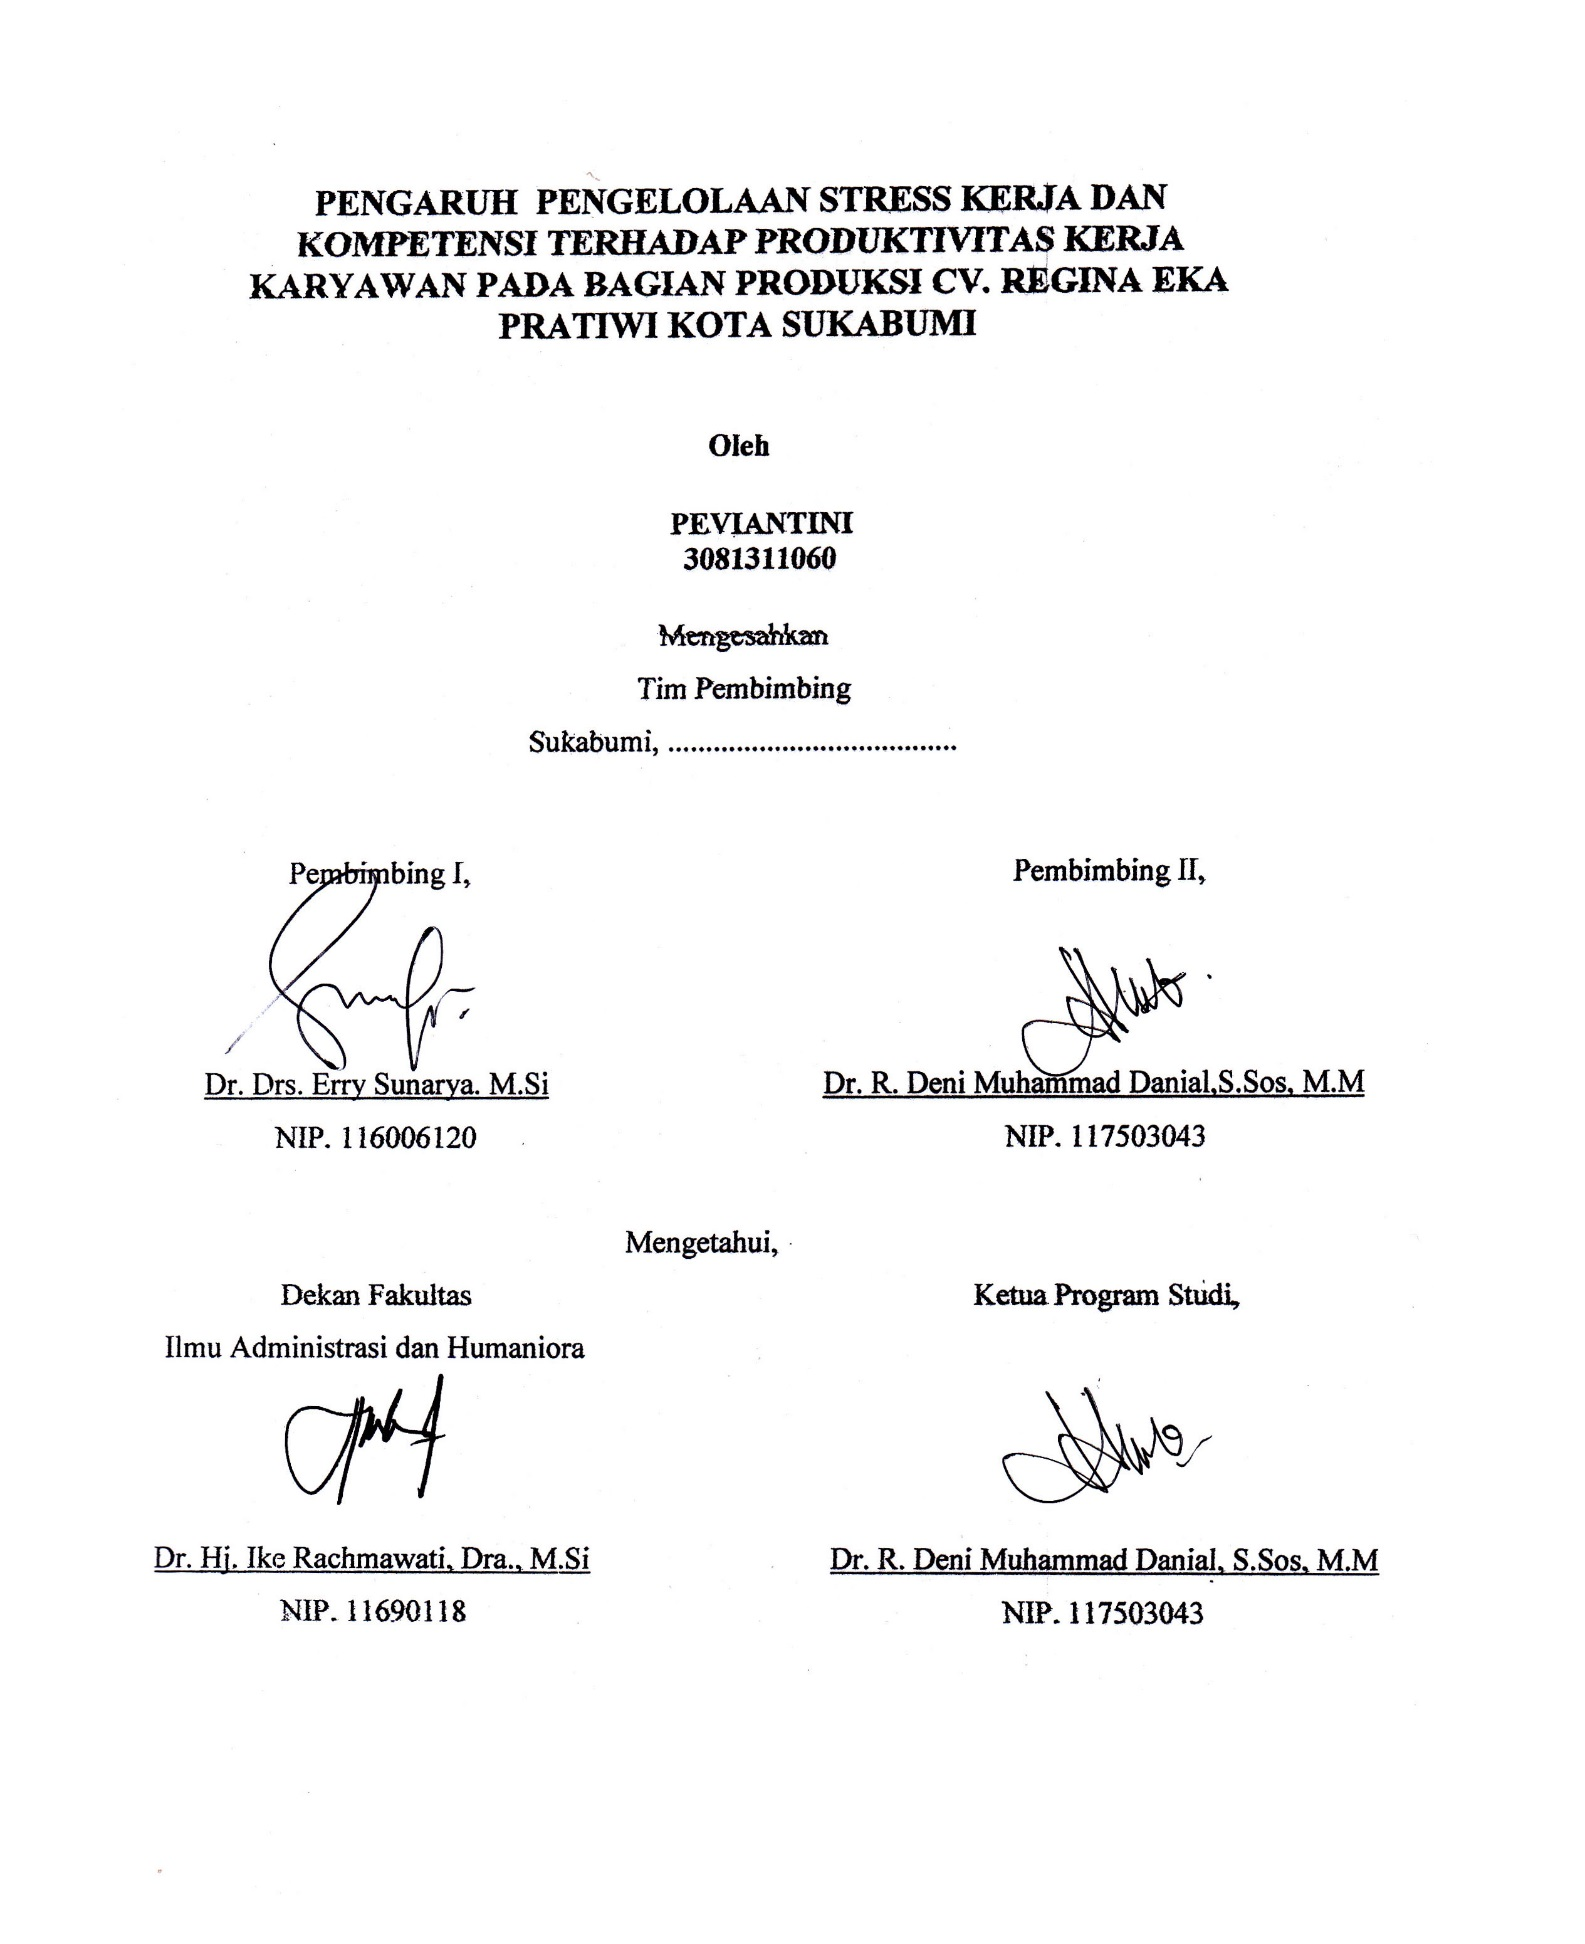 PENGARUH PENGELOLAAN STRESS KERJA DAN
KOMPETENSI TERHADAP PRODUKTIVITAS KERJA
KARYAWAN PADA BAGIAN PRODUKSI CV. REGINA EKA
PRATIWI KOTA SUKABUMI
Oleh
PEVIANTINI
3081311060
Mengesahkan
Tim Pembimbing
Sukabumi, ......................................
Pembimbing I,
Pembimbing II,
Dr. Drs. Erry Sunarya. M.Si
Dr. R. Deni Muhammad Danial,S.Sos, M.M
NIP. 116006120
NIP. 117503043
Mengetahui,
Dekan Fakultas
Ketua Program Studi,
Ilmu Administrasi dan Humaniora
Dr. Hj. Ike Rachmawati, Dra., M.Si
Dr. R. Deni Muhammad Danial, S.Sos, M.M
NIP. 11690118
NIP. 117503043